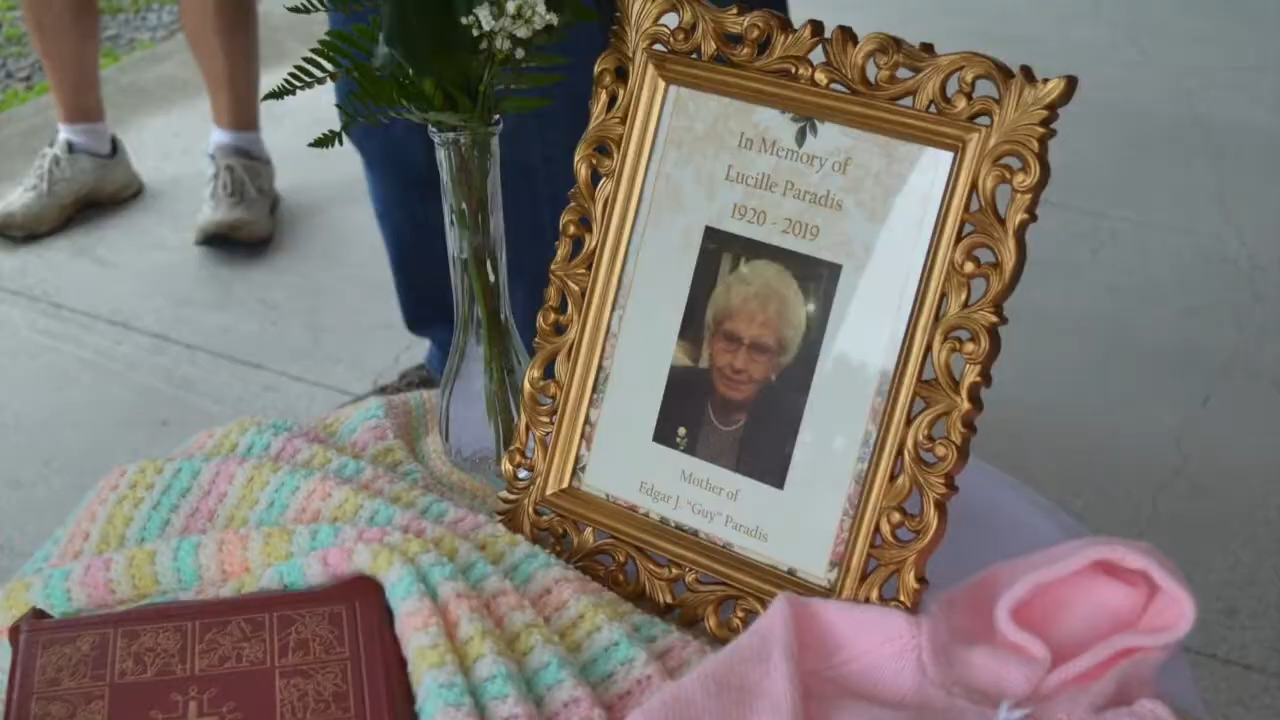 In Memory of
Lucille Paradis
1920 - 2019
Mother of
Edgar J. "Guy" Paradis